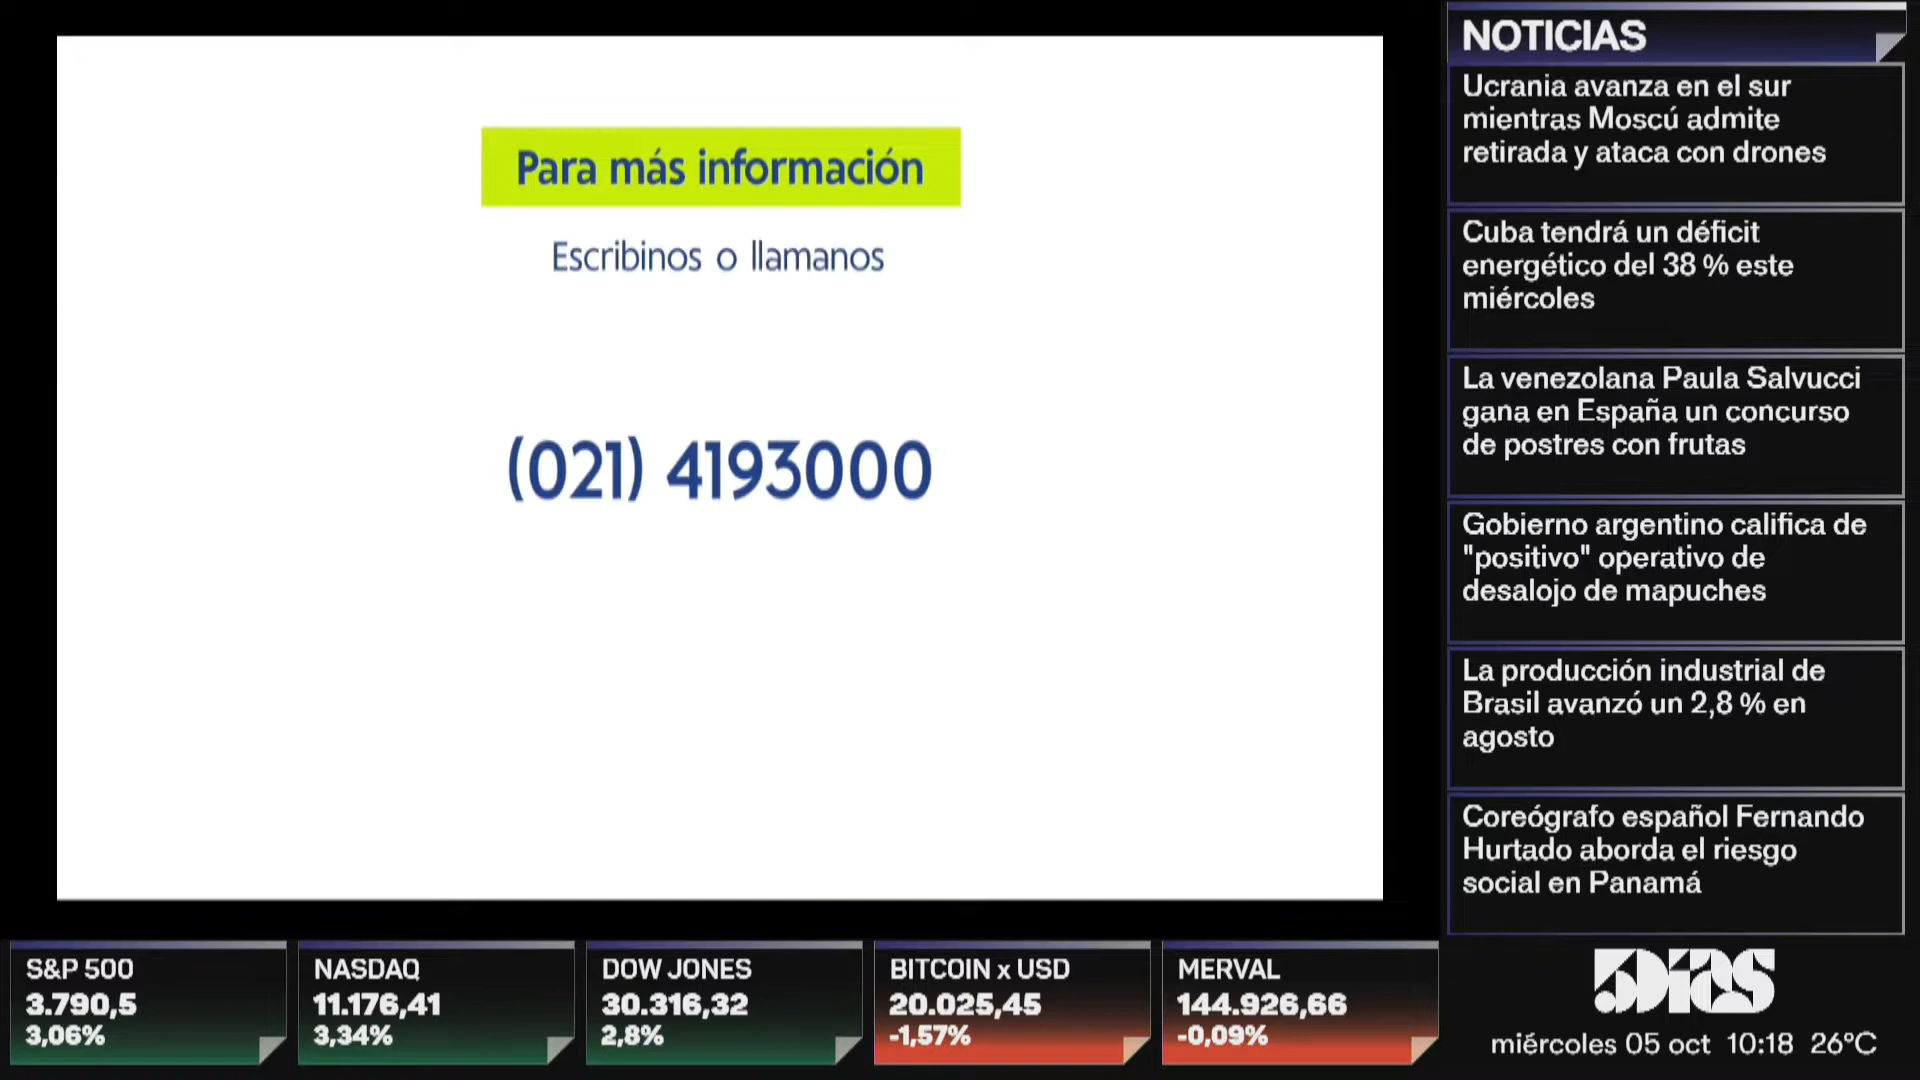 Para más información
Escribinos o llamanos
(021) 4193000
NOTICIAS
Ucrania avanza en el sur
mientras Moscú admite
retirada y ataca con drones
Cuba tendrá un déficit
energético del 38 % este
miércoles
La venezolana Paula Salvucci
gana en España un concurso
de postres con frutas
Gobierno argentino califica de
"positivo" operativo de
desalojo de mapuches
La producción industrial de
Brasil avanzó un 2,8 % en
agosto
Coreógrafo español Fernando
Hurtado aborda el riesgo
social en Panamá
S&P 500
3.790,5
3,06%
NASDAQ
11.176,41
3,34%
DOW JONES
30.316,32
2,8%
BITCOIN x USD
20.025,45
-1,57%
MERVAL
144.926,66
-0,09%
5DIAS
miércoles 05 oct 10:18 26°C